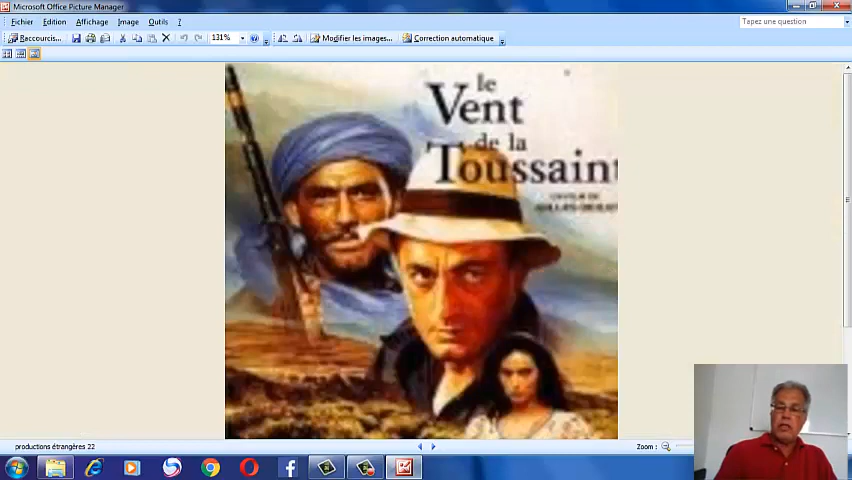 Microsoft Office Picture Manager
Fichier Edition Affichage Image Outils ?
Tapez une question
Raccourcis... 131% Modifier les images... Correction automatique
le
Vent
de la
Toussaint
productions étrangères 22
Zoom :